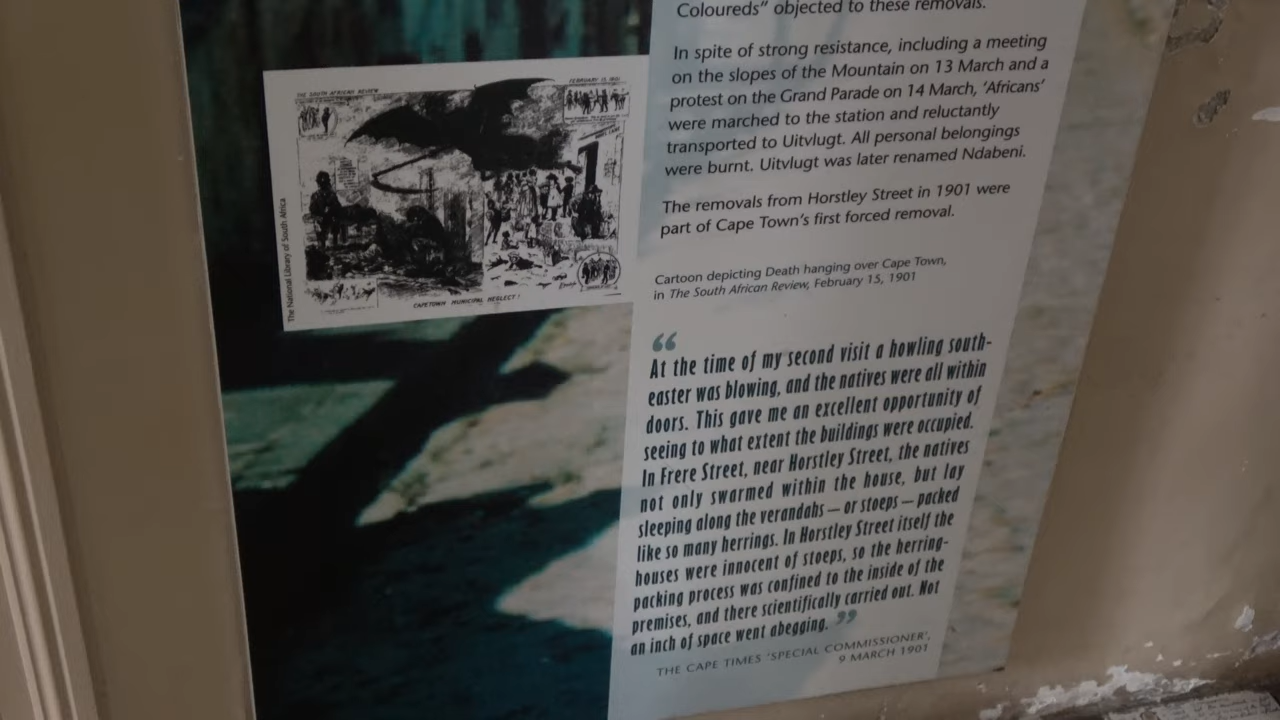 Coloureds” objected to these removals.
In spite of strong resistance, including a meeting
on the slopes of the Mountain on 13 March and a
protest on the Grand Parade on 14 March, ‘Africans’
were marched to the station and reluctantly
transported to Uitvlugt. All personal belongings
were burnt. Uitvlugt was later renamed Ndabeni.
The removals from Horstley Street in 1901 were
part of Cape Town’s first forced removal.
THE SOUTH AFRICAN REVIEW
FEBRUARY 15, 1901
CAPETOWN MUNICIPAL NEGLECT!
The National Library of South Africa
Cartoon depicting Death hanging over Cape Town,
in The South African Review, February 15, 1901
“
At the time of my second visit a howling south-
easter was blowing, and the natives were all within
doors. This gave me an excellent opportunity of
seeing to what extent the buildings were occupied.
In Frere Street, near Horstley Street, the natives
not only swarmed within the house, but lay
sleeping along the verandahs – or stoeps – packed
like so many herrings. In Horstley Street itself the
houses were innocent of stoeps, so the herring-
packing process was confined to the inside of the
premises, and there scientifically carried out. Not
an inch of space went abegging. ”
THE CAPE TIMES ‘SPECIAL COMMISSIONER’,
9 MARCH 1901